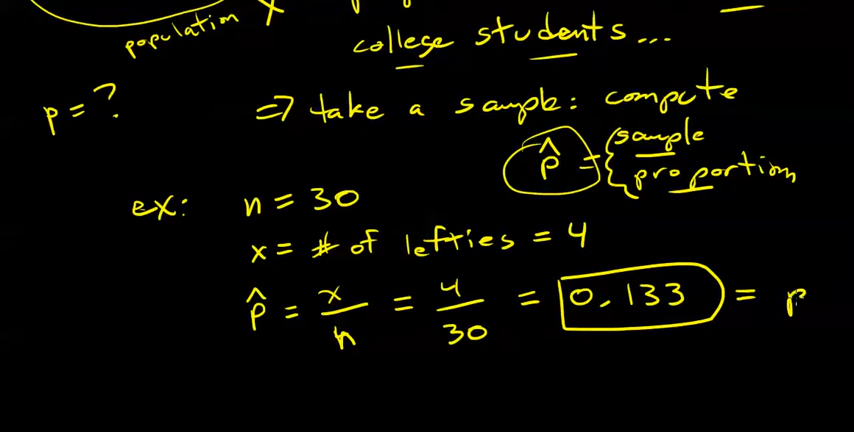 population
college students...
p = ?
⇒ take a sample: compute
p̂ = { sample proportion
ex: n = 30
x = # of lefties = 4
p̂ = x/n = 4/30 = 0.133 = p